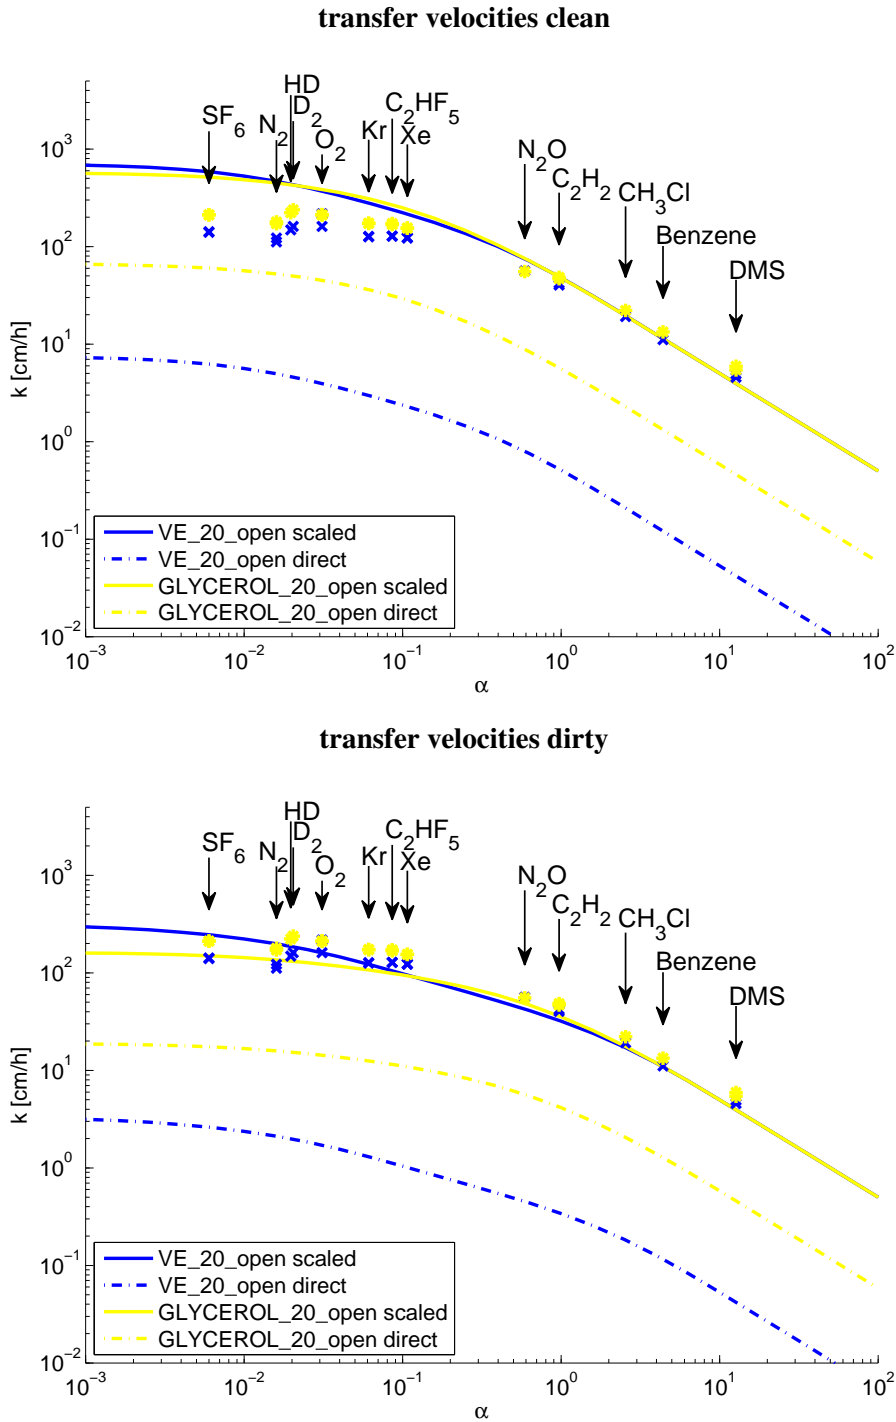 transfer velocities clean
HD
SF6 N2 D2 O2 Kr C2HF5 Xe
N2O
C2H2 CH3Cl
Benzene
DMS
10^3
10^2
10^1
10^0
10^−1
10^−2
k [cm/h]
VE_20_open scaled
VE_20_open direct
GLYCEROL_20_open scaled
GLYCEROL_20_open direct
10^−3 10^−2 10^−1 10^0 10^1 10^2
α
transfer velocities dirty
HD
SF6 N2 D2 O2 Kr C2HF5 Xe
N2O
C2H2 CH3Cl
Benzene
DMS
10^3
10^2
10^1
10^0
10^−1
10^−2
k [cm/h]
VE_20_open scaled
VE_20_open direct
GLYCEROL_20_open scaled
GLYCEROL_20_open direct
10^−3 10^−2 10^−1 10^0 10^1 10^2
α